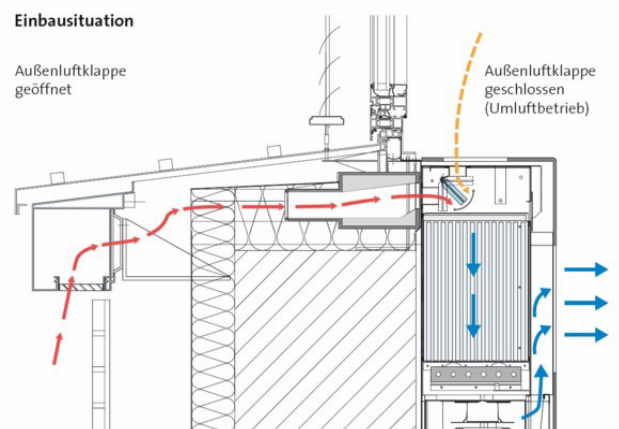 Einbausituation
Außenluftklappe
geöffnet
Außenluftklappe
geschlossen
(Umluftbetrieb)